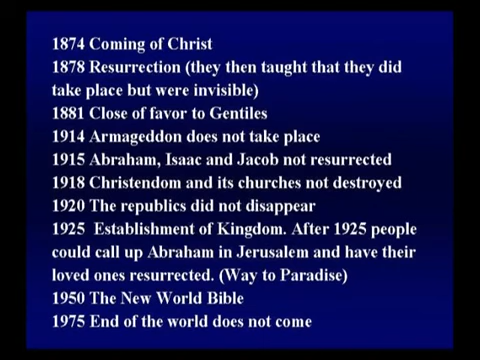 1874 Coming of Christ
1878 Resurrection (they then taught that they did
take place but were invisible)
1881 Close of favor to Gentiles
1914 Armageddon does not take place
1915 Abraham, Isaac and Jacob not resurrected
1918 Christendom and its churches not destroyed
1920 The republics did not disappear
1925  Establishment of Kingdom. After 1925 people
could call up Abraham in Jerusalem and have their
loved ones resurrected. (Way to Paradise)
1950 The New World Bible
1975 End of the world does not come